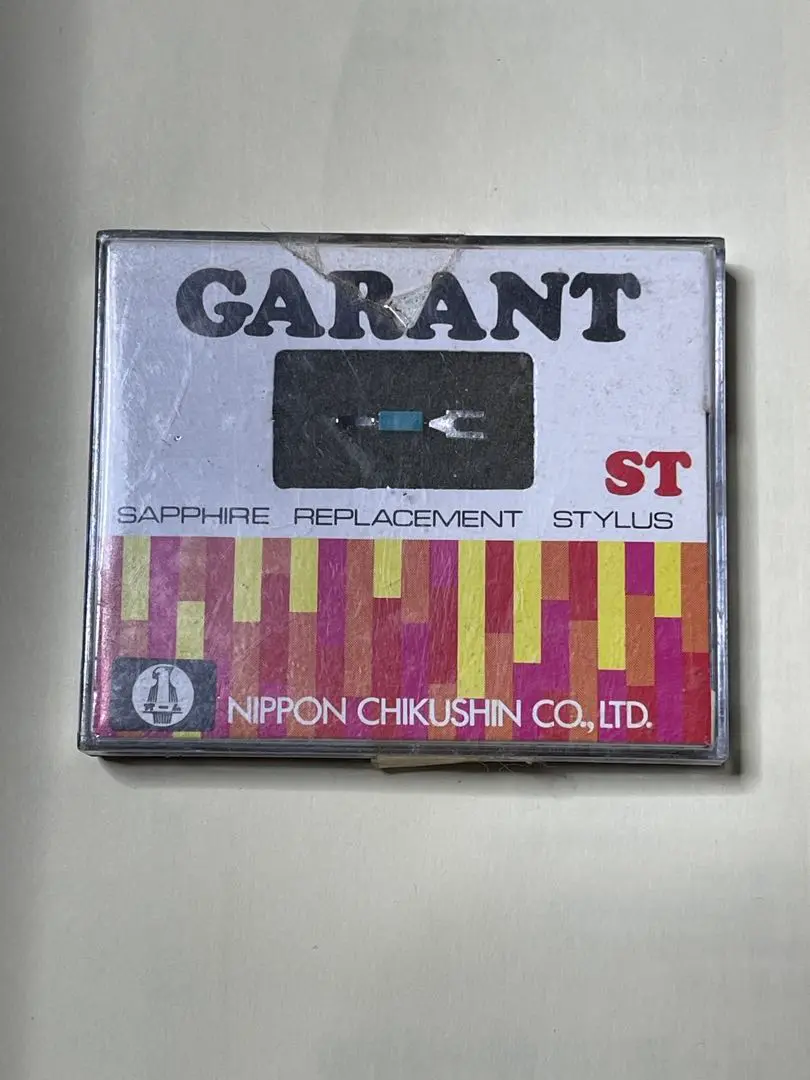 GARANT
ST
SAPPHIRE REPLACEMENT STYLUS
NIPPON CHIKUSHIN CO., LTD.